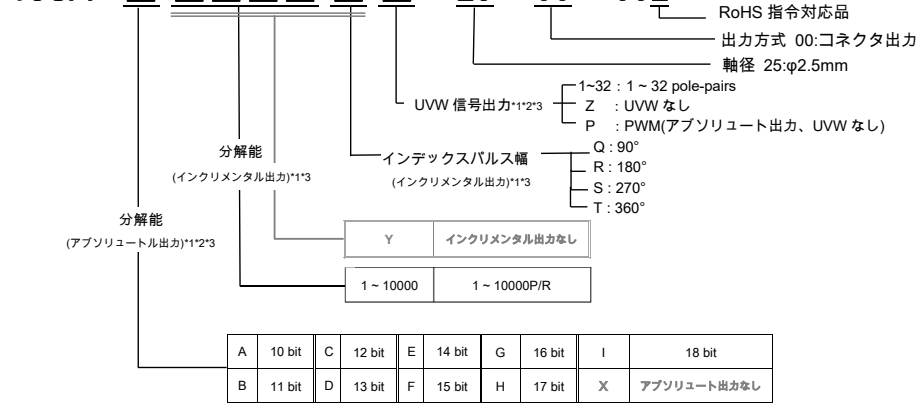 RoHS 指令対応品
出力方式 00:コネクタ出力
軸径 25:φ2.5mm
1~32 : 1 ~ 32 pole-pairs
UVW 信号出力*1*2*3
Z : UVW なし
P : PWM(アブソリュート出力、UVW なし)
分解能
(インクリメンタル出力)*1*3
インデックスパルス幅
(インクリメンタル出力)*1*3
Q : 90°
R : 180°
S : 270°
T : 360°
分解能
(アブソリュートル出力)*1*2*3
Y インクリメンタル出力なし
1 ~ 10000 1 ~ 10000P/R
A 10 bit C 12 bit E 14 bit G 16 bit I 18 bit
B 11 bit D 13 bit F 15 bit H 17 bit X アブソリュート出力なし